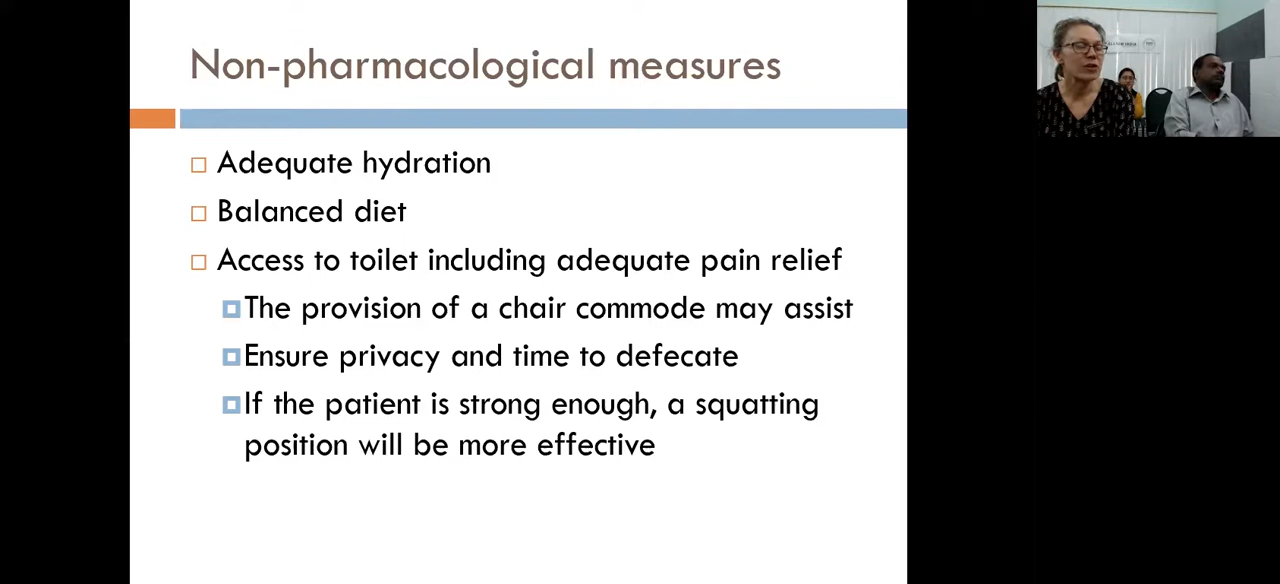 Non-pharmacological measures
Adequate hydration
Balanced diet
Access to toilet including adequate pain relief
The provision of a chair commode may assist
Ensure privacy and time to defecate
If the patient is strong enough, a squatting
position will be more effective
INDIA